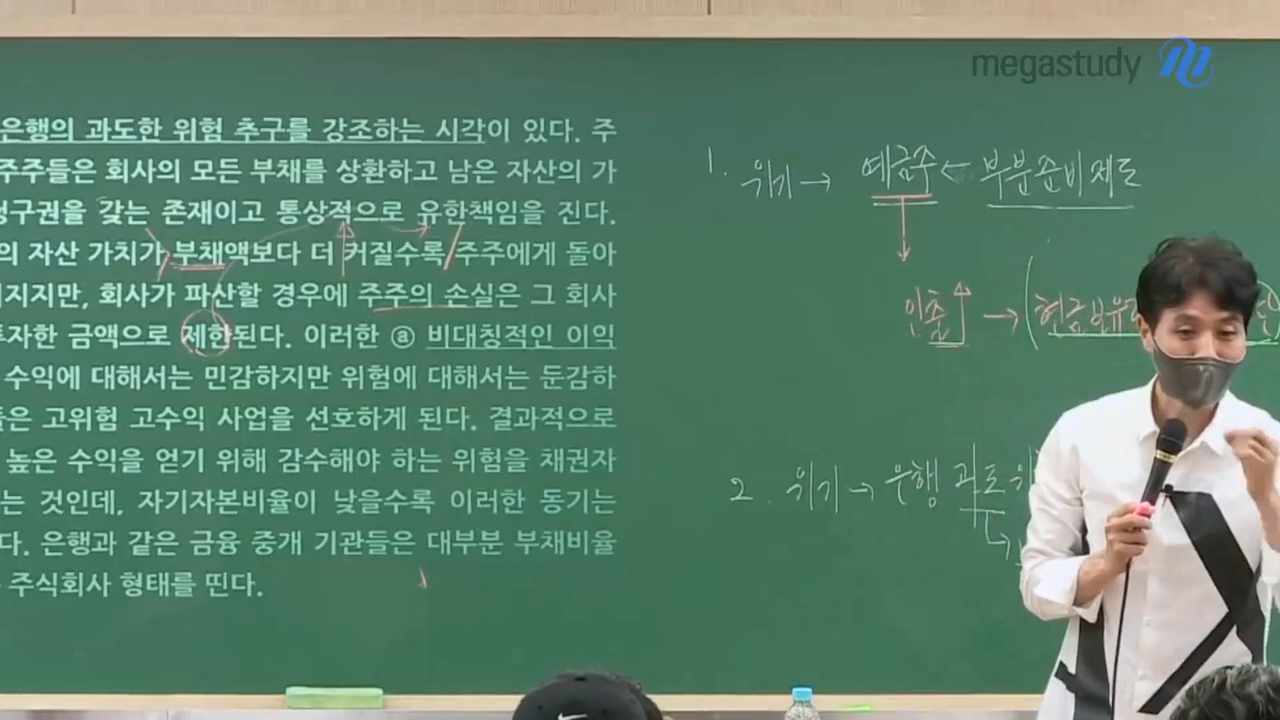 megastudy
은행의 과도한 위험 추구를 강조하는 시각이 있다. 주
주주들은 회사의 모든 부채를 상환하고 남은 자산의 가
청구권을 갖는 존재이고 통상적으로 유한책임을 진다.
의 자산 가치가 부채액보다 더 커질수록 주주에게 돌아
지지만, 회사가 파산할 경우에 주주의 손실은 그 회사
투자한 금액으로 제한된다. 이러한 ⓐ 비대칭적인 이익
수익에 대해서는 민감하지만 위험에 대해서는 둔감하
들은 고위험 고수익 사업을 선호하게 된다. 결과적으로
높은 수익을 얻기 위해 감수해야 하는 위험을 채권자
는 것인데, 자기자본비율이 낮을수록 이러한 동기는
다. 은행과 같은 금융 중개 기관들은 대부분 부채비율
주식회사 형태를 띤다.
1. 위기 → 예금주 ← 부분준비제도
인출 → (현금보유
2. 위기 → 은행 과도 위